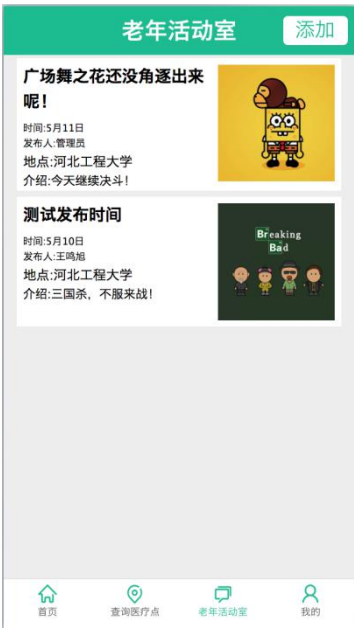 老年活动室
添加
广场舞之花还没角逐出来
呢！
时间:5月11日
发布人:管理员
地点:河北工程大学
介绍:今天继续决斗！
测试发布时间
时间:5月10日
发布人:王鸣旭
地点:河北工程大学
介绍:三国杀，不服来战！
Breaking
Bad
首页
查询医疗点
老年活动室
我的